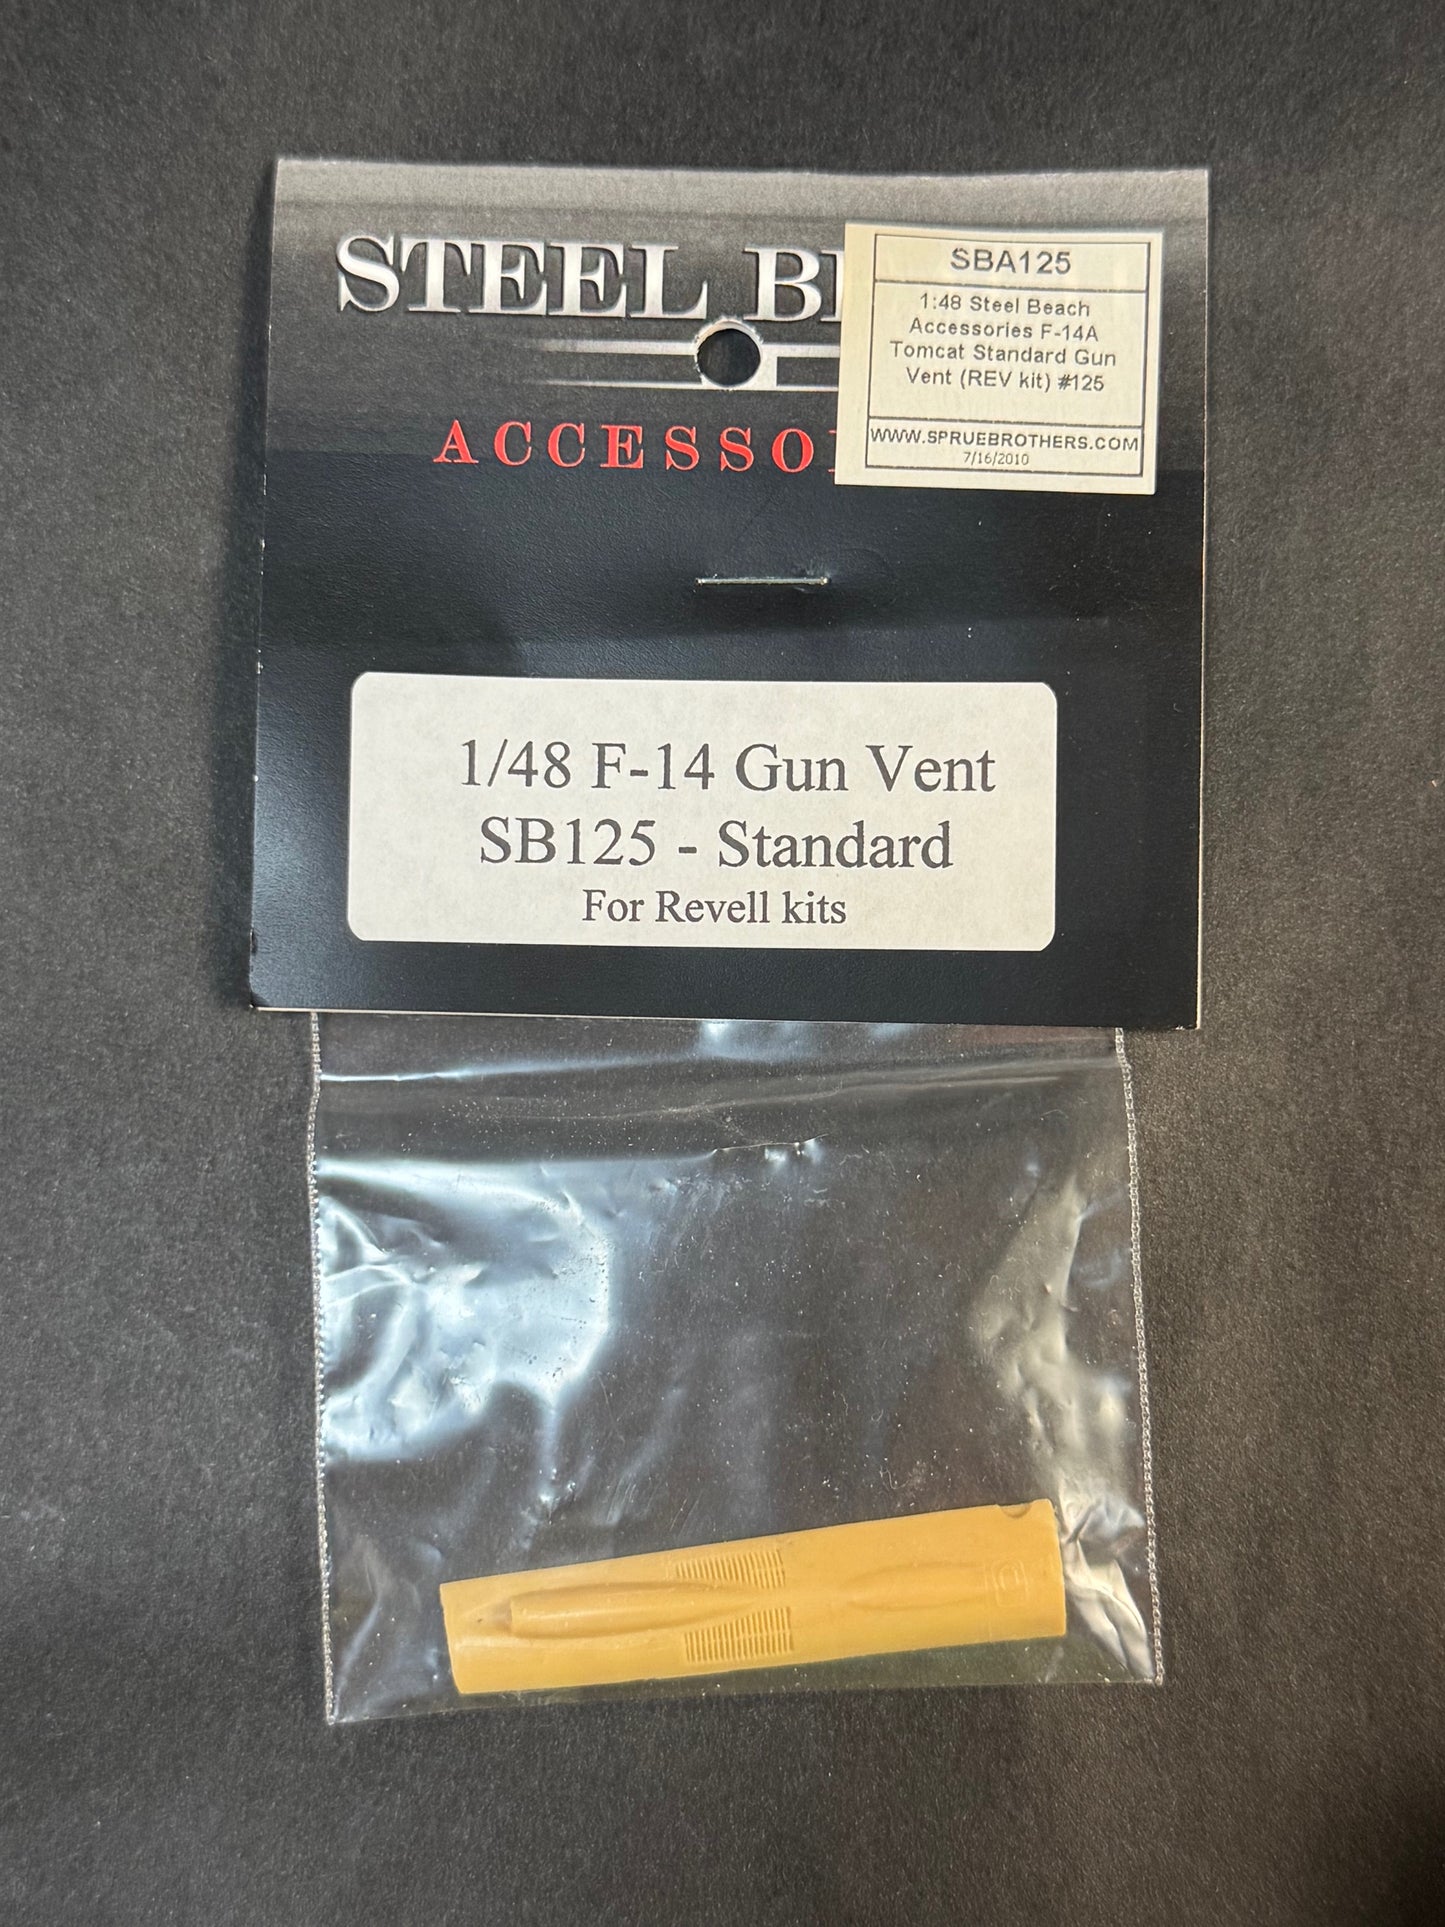 STEEL
ACCESSO
SBA125
1:48 Steel Beach
Accessories F-14A
Tomcat Standard Gun
Vent (REV kit) #125
WWW.SPRUEBROTHERS.COM
7/16/2010
1/48 F-14 Gun Vent
SB125 - Standard
For Revell kits